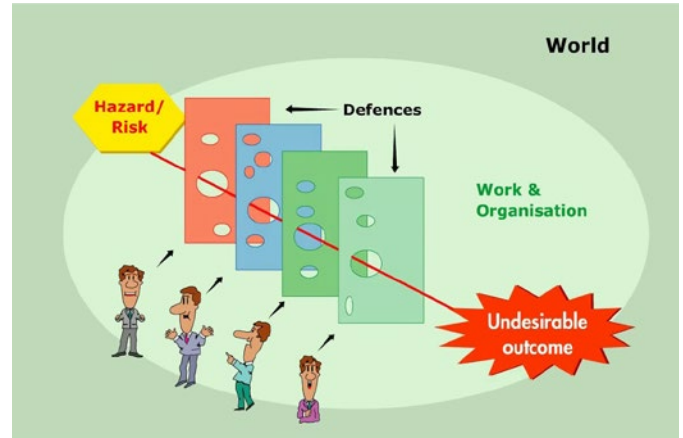 World
Hazard/
Risk
Defences
Work &
Organisation
Undesirable
outcome